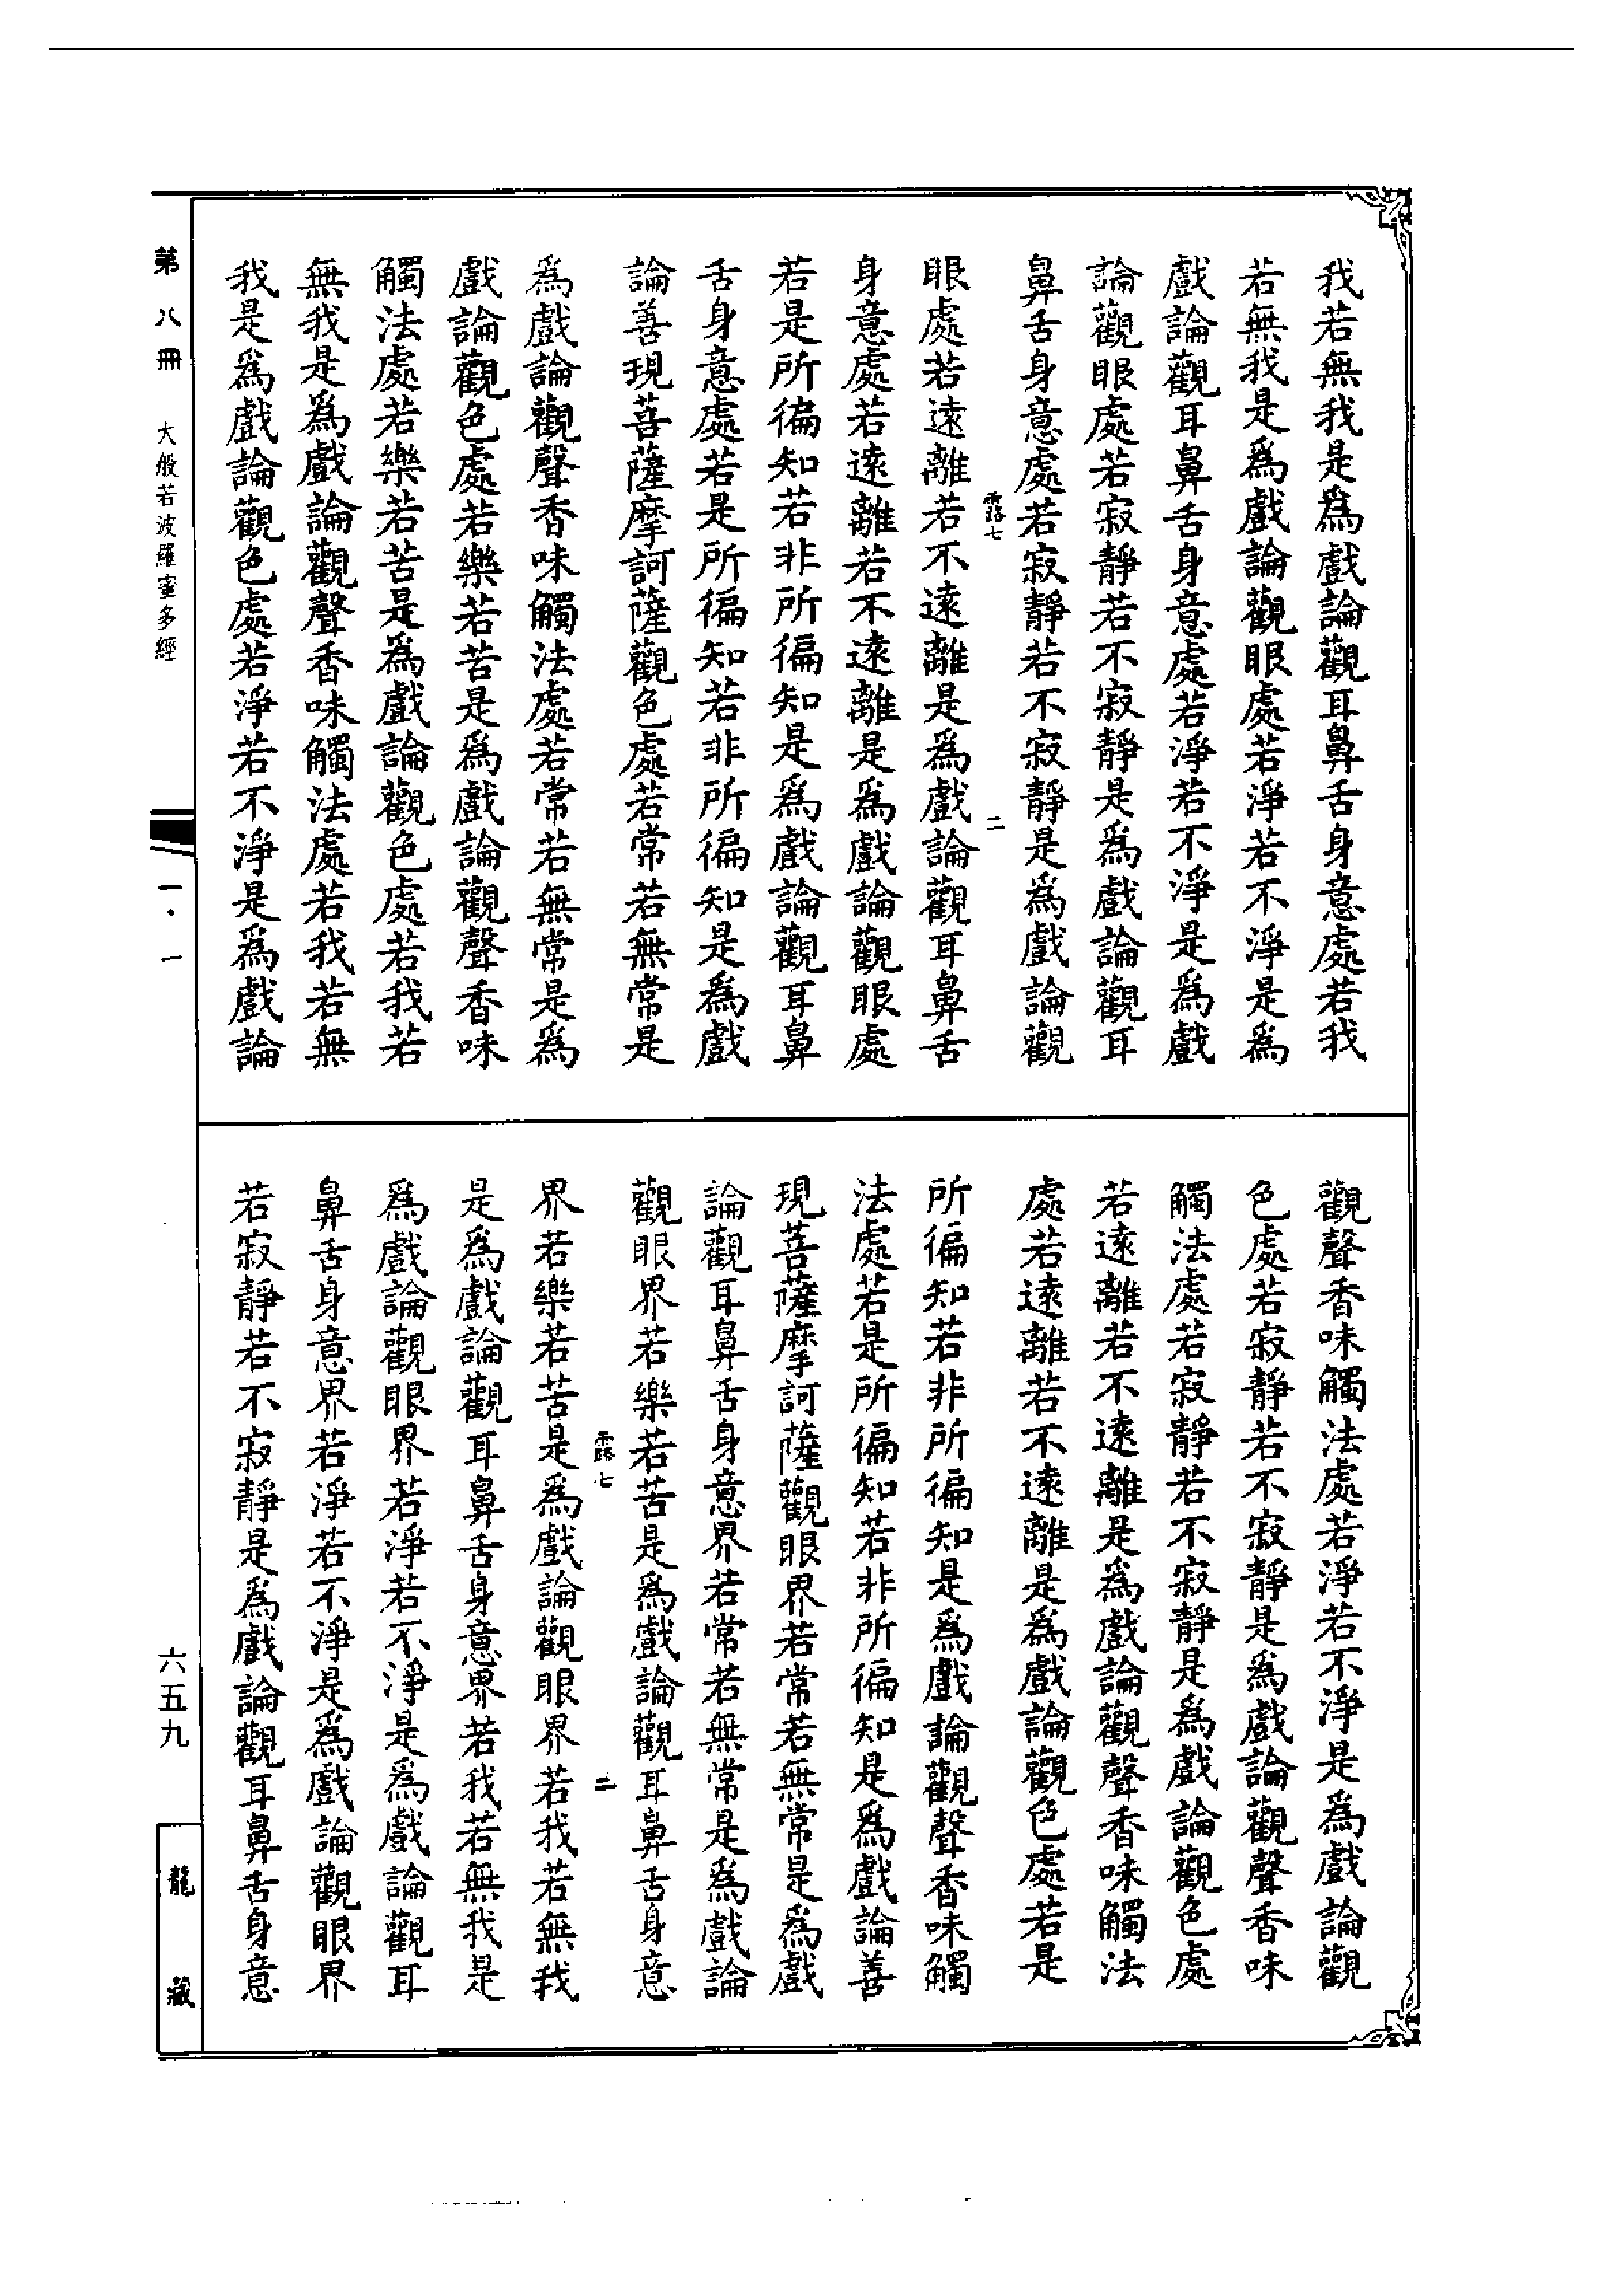 我若無我是為戲論觀耳鼻舌身意處若我
若無我是為戲論觀眼處若淨若不淨是為
戲論觀耳鼻舌身意處若淨若不淨是為戲
論觀眼處若寂靜若不寂靜是為戲論觀耳
鼻舌身意處若寂靜若不寂靜是為戲論觀
露七 二
眼處若遠離若不遠離是為戲論觀耳鼻舌
身意處若遠離若不遠離是為戲論觀眼處
若是所徧知若非所徧知是為戲論觀耳鼻
舌身意處若是所徧知若非所徧知是為戲
論善現菩薩摩訶薩觀色處若常若無常是
為戲論觀聲香味觸法處若常若無常是為
戲論觀色處若樂若苦是為戲論觀聲香味
觸法處若樂若苦是為戲論觀色處若我若
無我是為戲論觀聲香味觸法處若我若無
我是為戲論觀色處若淨若不淨是為戲論
觀聲香味觸法處若淨若不淨是為戲論觀
色處若寂靜若不寂靜是為戲論觀聲香味
觸法處若寂靜若不寂靜是為戲論觀色處
若遠離若不遠離是為戲論觀聲香味觸法
處若遠離若不遠離是為戲論觀色處若是
所徧知若非所徧知是為戲論觀聲香味觸
法處若是所徧知若非所徧知是為戲論善
現菩薩摩訶薩觀眼界若常若無常是為戲
論觀耳鼻舌身意界若常若無常是為戲論
觀眼界若樂若苦是為戲論觀耳鼻舌身意
露七 二
界若樂若苦是為戲論觀眼界若我若無我
是為戲論觀耳鼻舌身意界若我若無我是
為戲論觀眼界若淨若不淨是為戲論觀耳
鼻舌身意界若淨若不淨是為戲論觀眼界
若寂靜若不寂靜是為戲論觀耳鼻舌身意
第八冊 大般若波羅蜜多經 一·一 六五九 龍藏